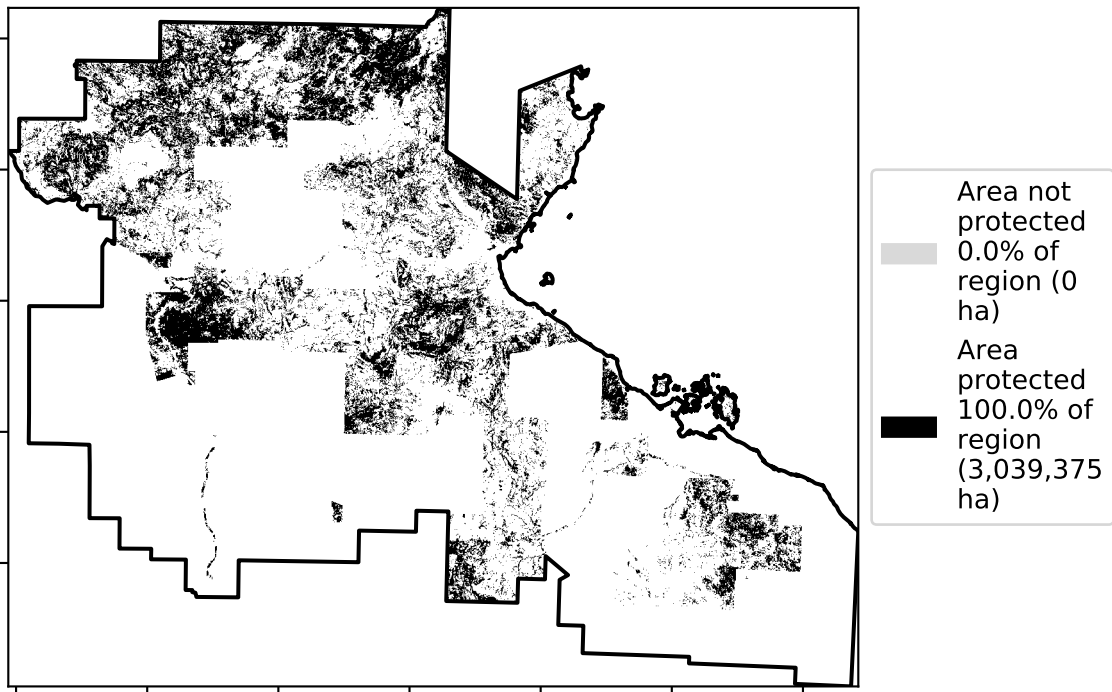 Area not
protected
0.0% of
region (0
ha)
Area
protected
100.0% of
region
(3,039,375
ha)